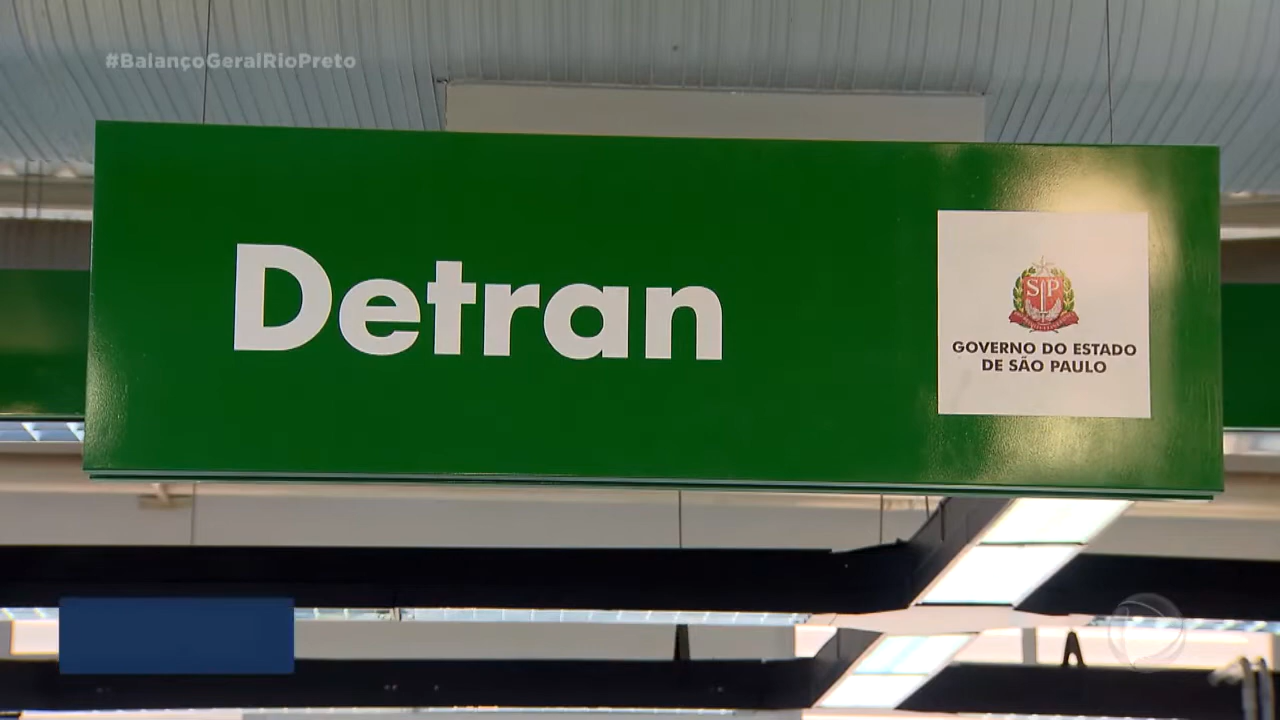 #BalançoGeralRioPreto
Detran
SP
GOVERNO DO ESTADO
DE SÃO PAULO